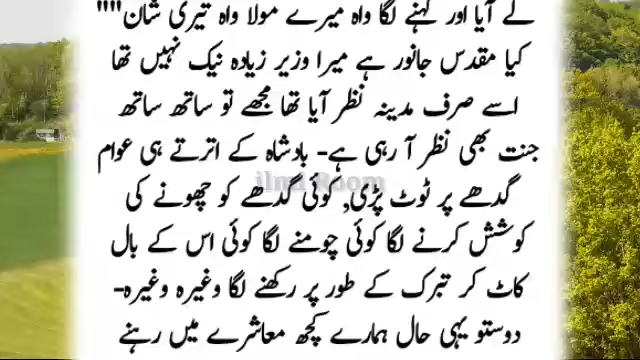 لے آیا اور کہنے لگا واہ میرے مولا واہ تیری شان""
کیا مقدس جانور ہے میرا وزیر زیادہ نیک نہیں تھا
اسے صرف مدینہ نظر آیا تھا مجھے تو ساتھ ساتھ
جنت بھی نظر آ رہی ہے- بادشاہ کے اترتے ہی عوام
گدھے پر ٹوٹ پڑی, کوئی گدھے کو چھونے کی
ilmi Room
کوشش کرنے لگا کوئی چومنے لگا کوئی اس کے بال
کاٹ کر تبرک کے طور پر رکھنے لگا وغیرہ وغیرہ-
دوستو یہی حال ہمارے کچھ معاشرے میں رہنے